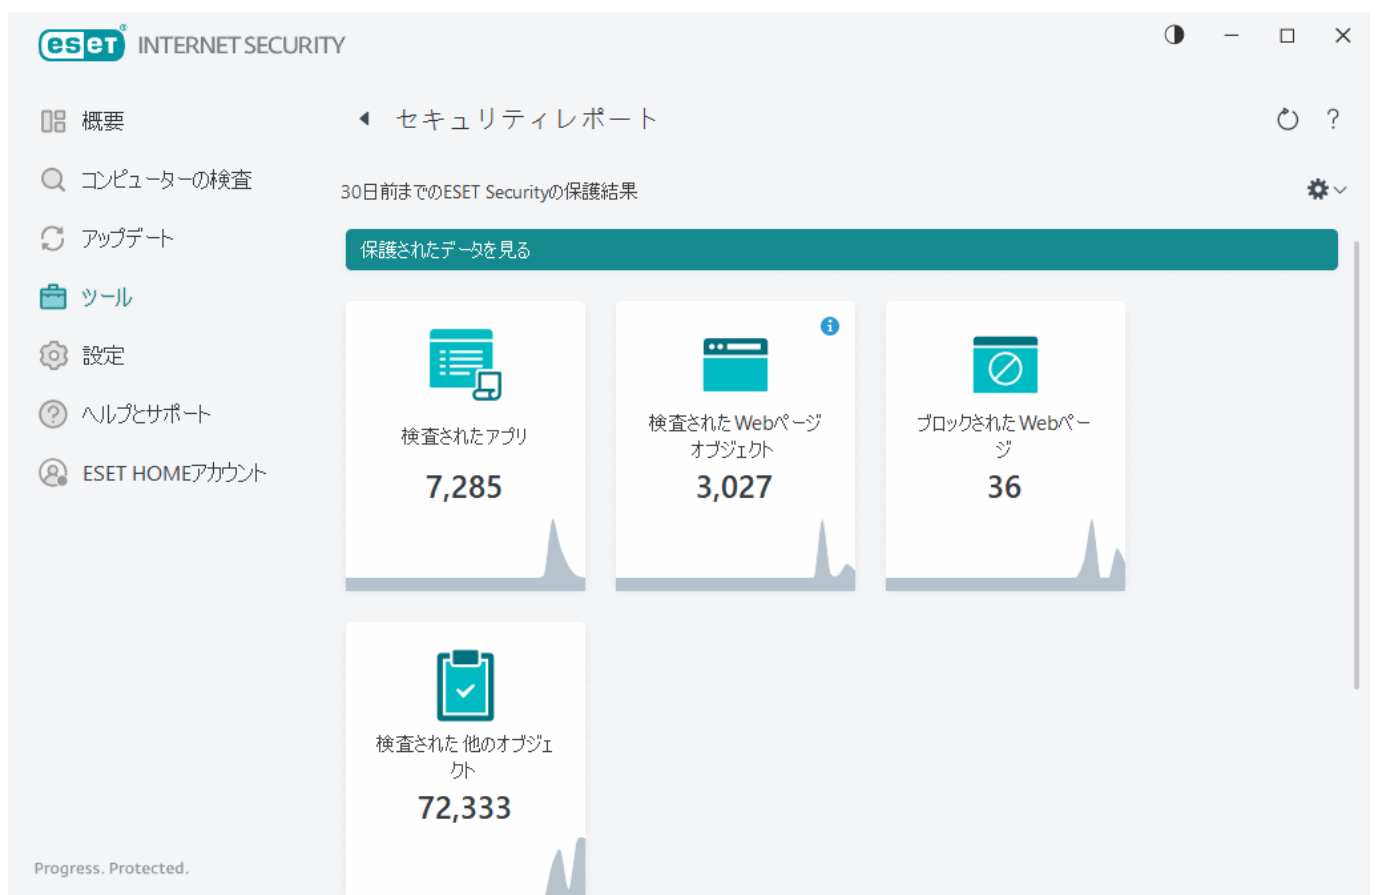 eseT® INTERNET SECURITY
概要
コンピューターの検査
アップデート
ツール
設定
ヘルプとサポート
ESET HOMEアカウント
Progress. Protected.
セキュリティレポート
?
30日前までのESET Securityの保護結果
保護されたデータを見る
検査されたアプリ
7,285
検査されたWebページ
オブジェクト
3,027
ブロックされたWebペー
ジ
36
検査された他のオブジェ
クト
72,333